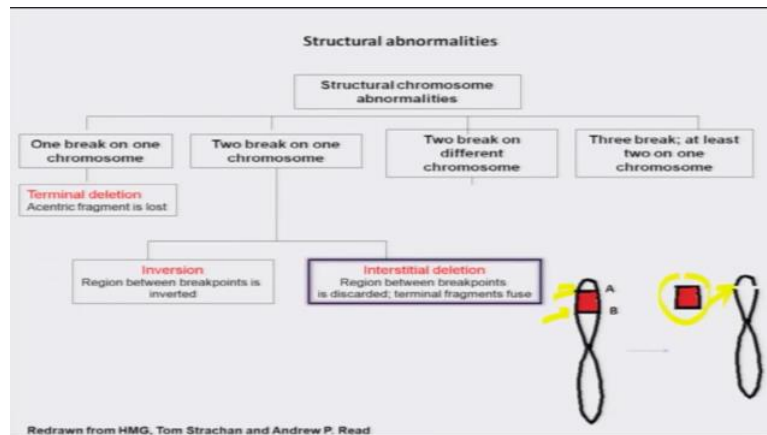 Structural abnormalities
Structural chromosome
abnormalities
One break on one
chromosome
Two break on one
chromosome
Two break on
different
chromosome
Three break; at least
two on one
chromosome
Terminal deletion
Acentric fragment is lost
Inversion
Region between breakpoints is
inverted
Interstitial deletion
Region between breakpoints
is discarded; terminal fragments fuse
A
B
Redrawn from HMG, Tom Strachan and Andrew P. Read